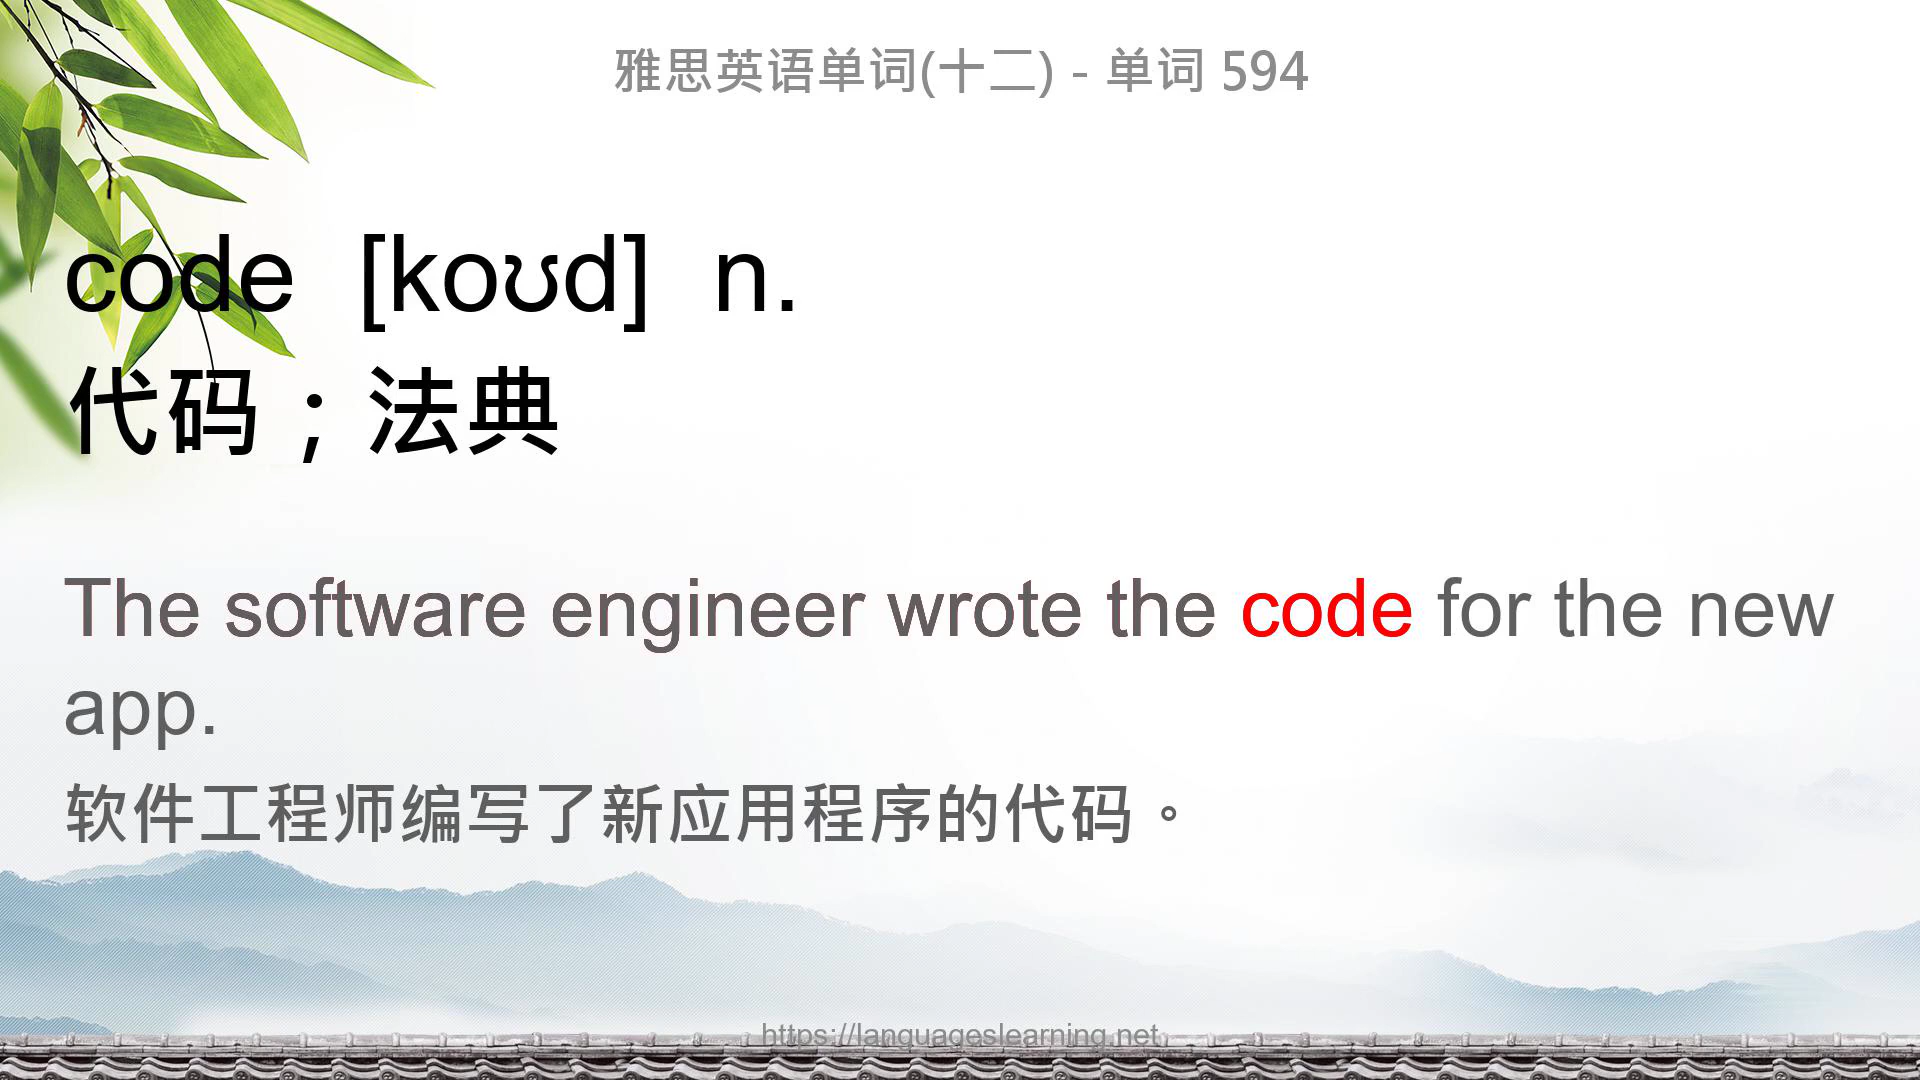 雅思英语单词(十二) - 单词 594
code [koʊd] n.
代码；法典
The software engineer wrote the code for the new
app.
软件工程师编写了新应用程序的代码。
https://languageslearning.net